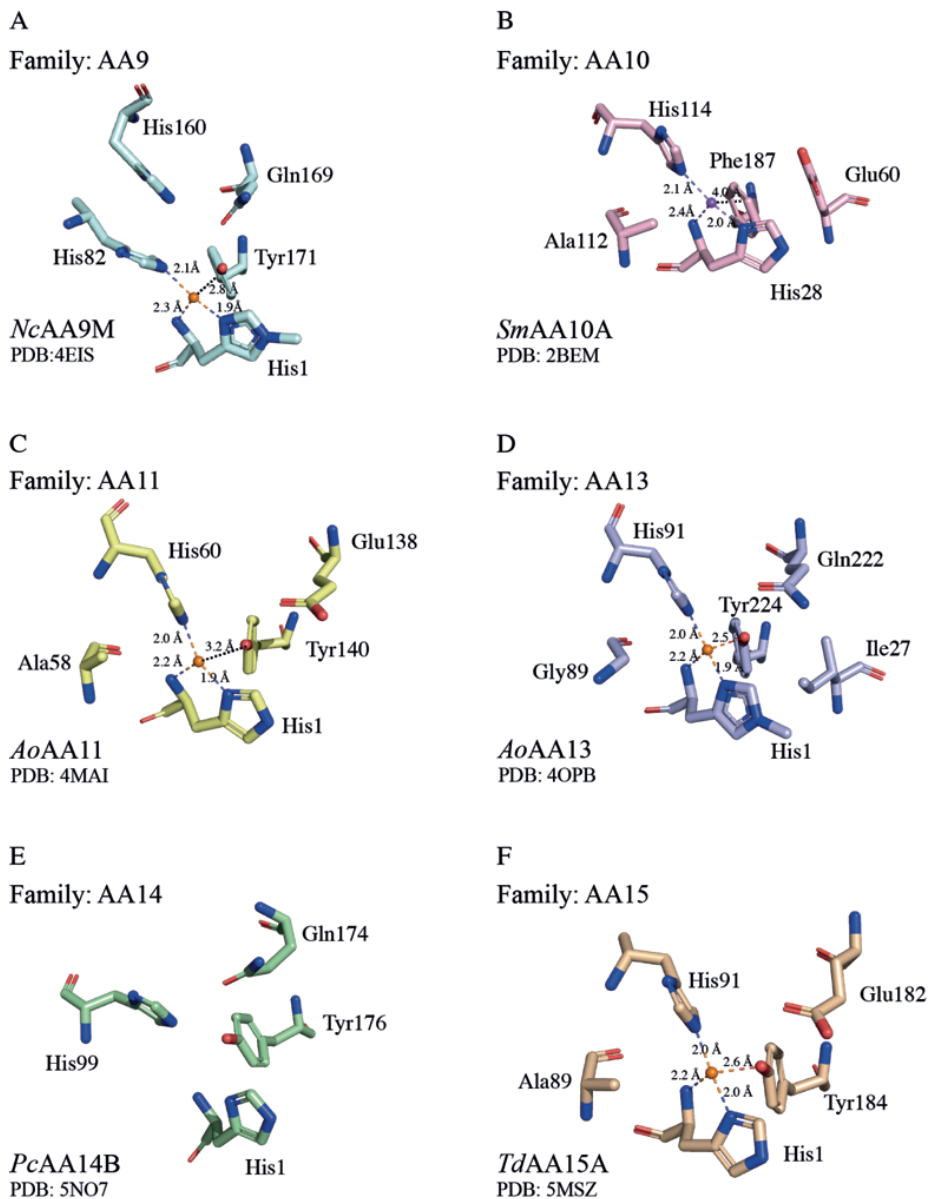 A
Family: AA9
His160
Gln169
His82
Tyr171
2.1Å
2.8Å
2.3 Å
1.9Å
NcAA9M
PDB:4EIS
His1
B
Family: AA10
His114
Phe187
Glu60
2.1 Å
4.0
2.4Å
2.0 Å
Ala112
His28
SmAA10A
PDB: 2BEM
C
Family: AA11
His60
Glu138
2.0 Å
3.2 Å
Tyr140
Ala58
2.2 Å
1.9Å
His1
AoAA11
PDB: 4MAI
D
Family: AA13
His91
Gln222
Tyr224
2.0 Å
2.5
Ile27
Gly89
2.2 Å
1.9 Å
His1
AoAA13
PDB: 4OPB
E
Family: AA14
Gln174
Tyr176
His99
His1
PcAA14B
PDB: 5NO7
F
Family: AA15
His91
Glu182
2.0 Å
2.6 Å
Ala89
2.2 Å
2.0 Å
Tyr184
His1
TdAA15A
PDB: 5MSZ